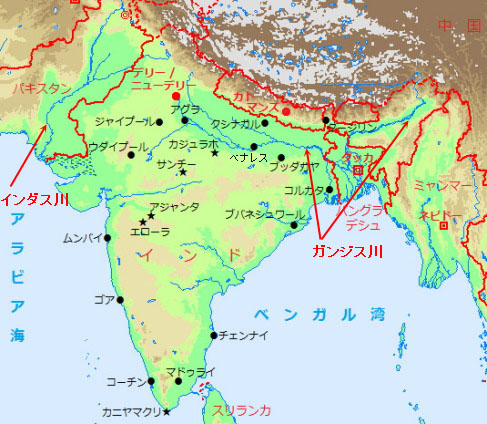 中国
パキスタン
デリー/
ニューデリー
カトマンズ
アグラ
ジャイプール
クシナガル
ダージリン
ウダイプール
カジュラホ
ベナレス
サンチー
ブッダガヤ
ダッカ
インダス川
コルカタ
ミャンマー
バングラ
デシュ
ネピドー
アジャンタ
エローラ
ブバネシュワール
ガンジス川
ムンバイ
インド
アラビア海
ゴア
ベンガル湾
チェンナイ
コーチン
マドゥライ
カニヤマクリ
スリランカ